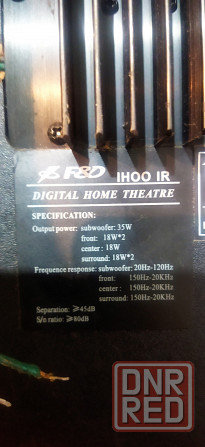 F&D IHOO IR
DIGITAL HOME THEATRE
SPECIFICATION:
Output power: subwoofer: 35W
front: 18W*2
center: 18W
surround: 18W*2
Frequence response: subwoofer: 20Hz-120Hz
front: 150Hz-20KHz
center: 150Hz-20KHz
surround: 150Hz-20KHz
Separation: ≥45dB
S/n ratio: ≥80dB
DNR
RED